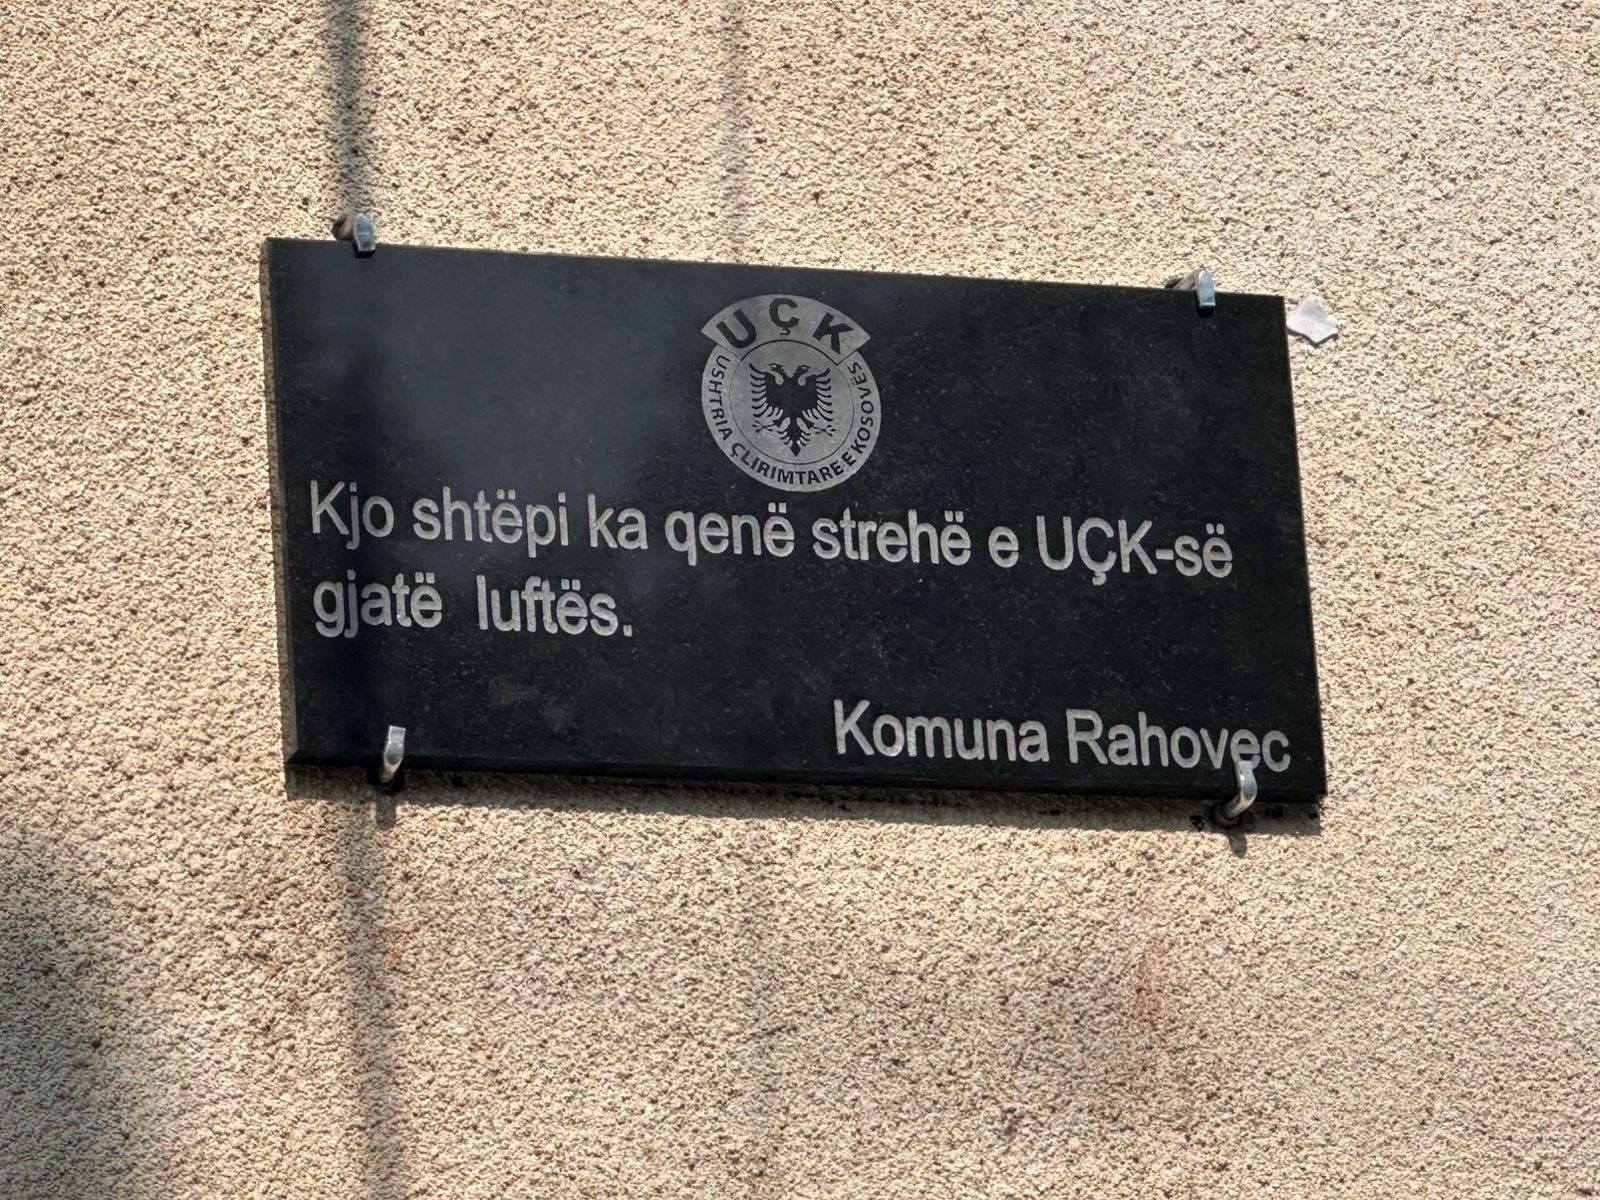 UÇK
USHTRIA ÇLIRIMTARE E KOSOVËS
Kjo shtëpi ka qenë strehë e UÇK-së
gjatë luftës.
Komuna Rahovec